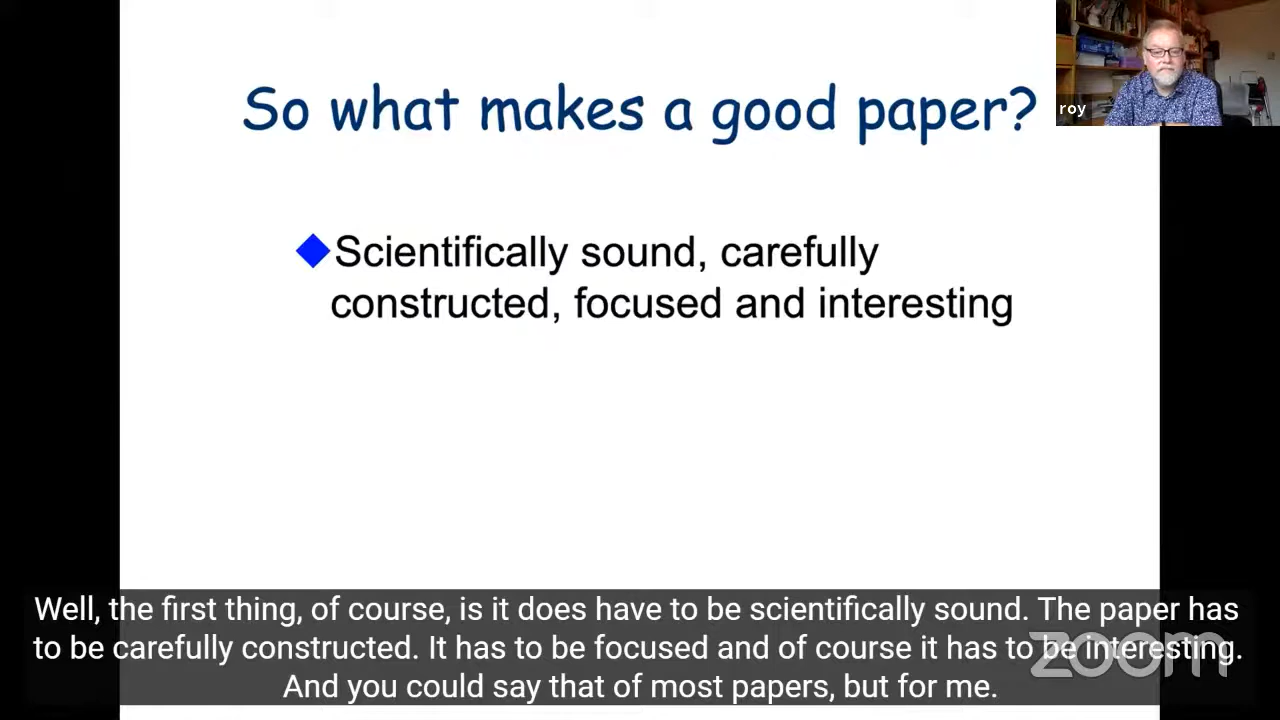 So what makes a good paper?
roy
Scientifically sound, carefully
constructed, focused and interesting
Well, the first thing, of course, is it does have to be scientifically sound. The paper has
to be carefully constructed. It has to be focused and of course it has to be interesting.
And you could say that of most papers, but for me.
zoom